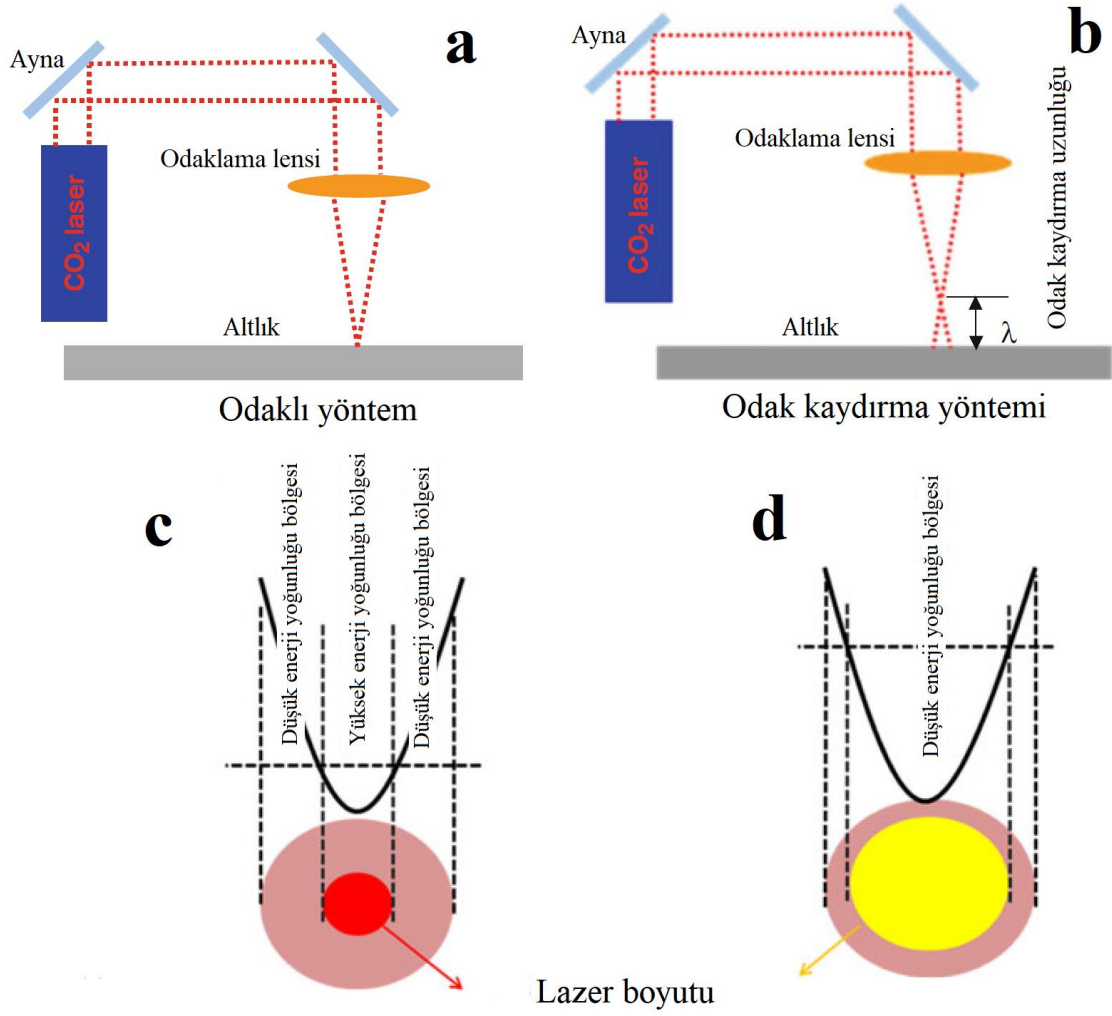 a
Ayna
Odaklama lensi
CO₂ laser
Altlık
Odaklı yöntem
b
Ayna
Odaklama lensi
CO₂ laser
Altlık
λ
Odak kaydırma uzunluğu
Odak kaydırma yöntemi
c
Düşük enerji yoğunluğu bölgesi
Yüksek enerji yoğunluğu bölgesi
Düşük enerji yoğunluğu bölgesi
d
Düşük enerji yoğunluğu bölgesi
Lazer boyutu